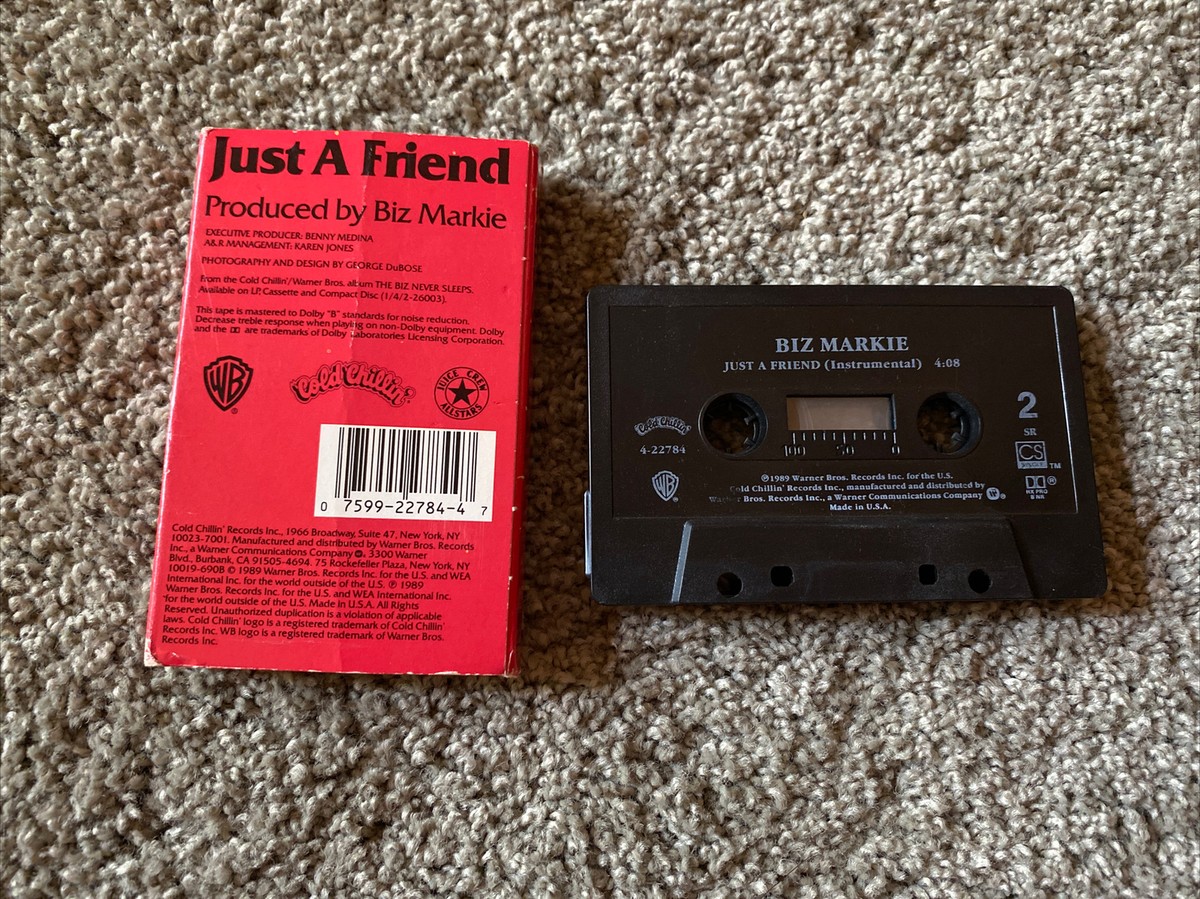 Just A Friend
Produced by Biz Markie
EXECUTIVE PRODUCER: BENNY MEDINA
A&R MANAGEMENT: KAREN JONES
PHOTOGRAPHY AND DESIGN BY GEORGE DuBOSE
From the Cold Chillin'/Warner Bros. album THE BIZ NEVER SLEEPS.
Available on LP, Cassette and Compact Disc (1/4/2-26003).
This tape is mastered to Dolby "B" standards for noise reduction.
Decrease treble response when playing on non-Dolby equipment. Dolby
and the are trademarks of Dolby Laboratories Licensing Corporation.
WB ®
Cold Chillin'
JUICE CREW
ALLSTARS
0 7599-22784-4 7
Cold Chillin' Records Inc., 1966 Broadway, Suite 47, New York, NY
10023-7001. Manufactured and distributed by Warner Bros. Records
Inc., a Warner Communications Company. 3300 Warner
Blvd., Burbank, CA 91505-4694. 75 Rockefeller Plaza, New York, NY
10019-6908 © 1989 Warner Bros. Records Inc. for the U.S. and WEA
International Inc. for the world outside of the U.S. ℗ 1989
Warner Bros. Records Inc. for the U.S. and WEA International Inc.
for the world outside of the U.S. Made in U.S.A. All Rights
Reserved. Unauthorized duplication is a violation of applicable
laws. Cold Chillin' logo is a registered trademark of Cold Chillin'
Records Inc. WB logo is a registered trademark of Warner Bros.
Records Inc.
BIZ MARKIE
JUST A FRIEND (Instrumental) 4:08
Cold Chillin'
4-22784
WB
100 50 0
2
SR
CS
TM
®
HX PRO
B NR
℗1989 Warner Bros. Records Inc. for the U.S.
Cold Chillin' Records Inc., manufactured and distributed by
Warner Bros. Records Inc., a Warner Communications Company ®.
Made in U.S.A.